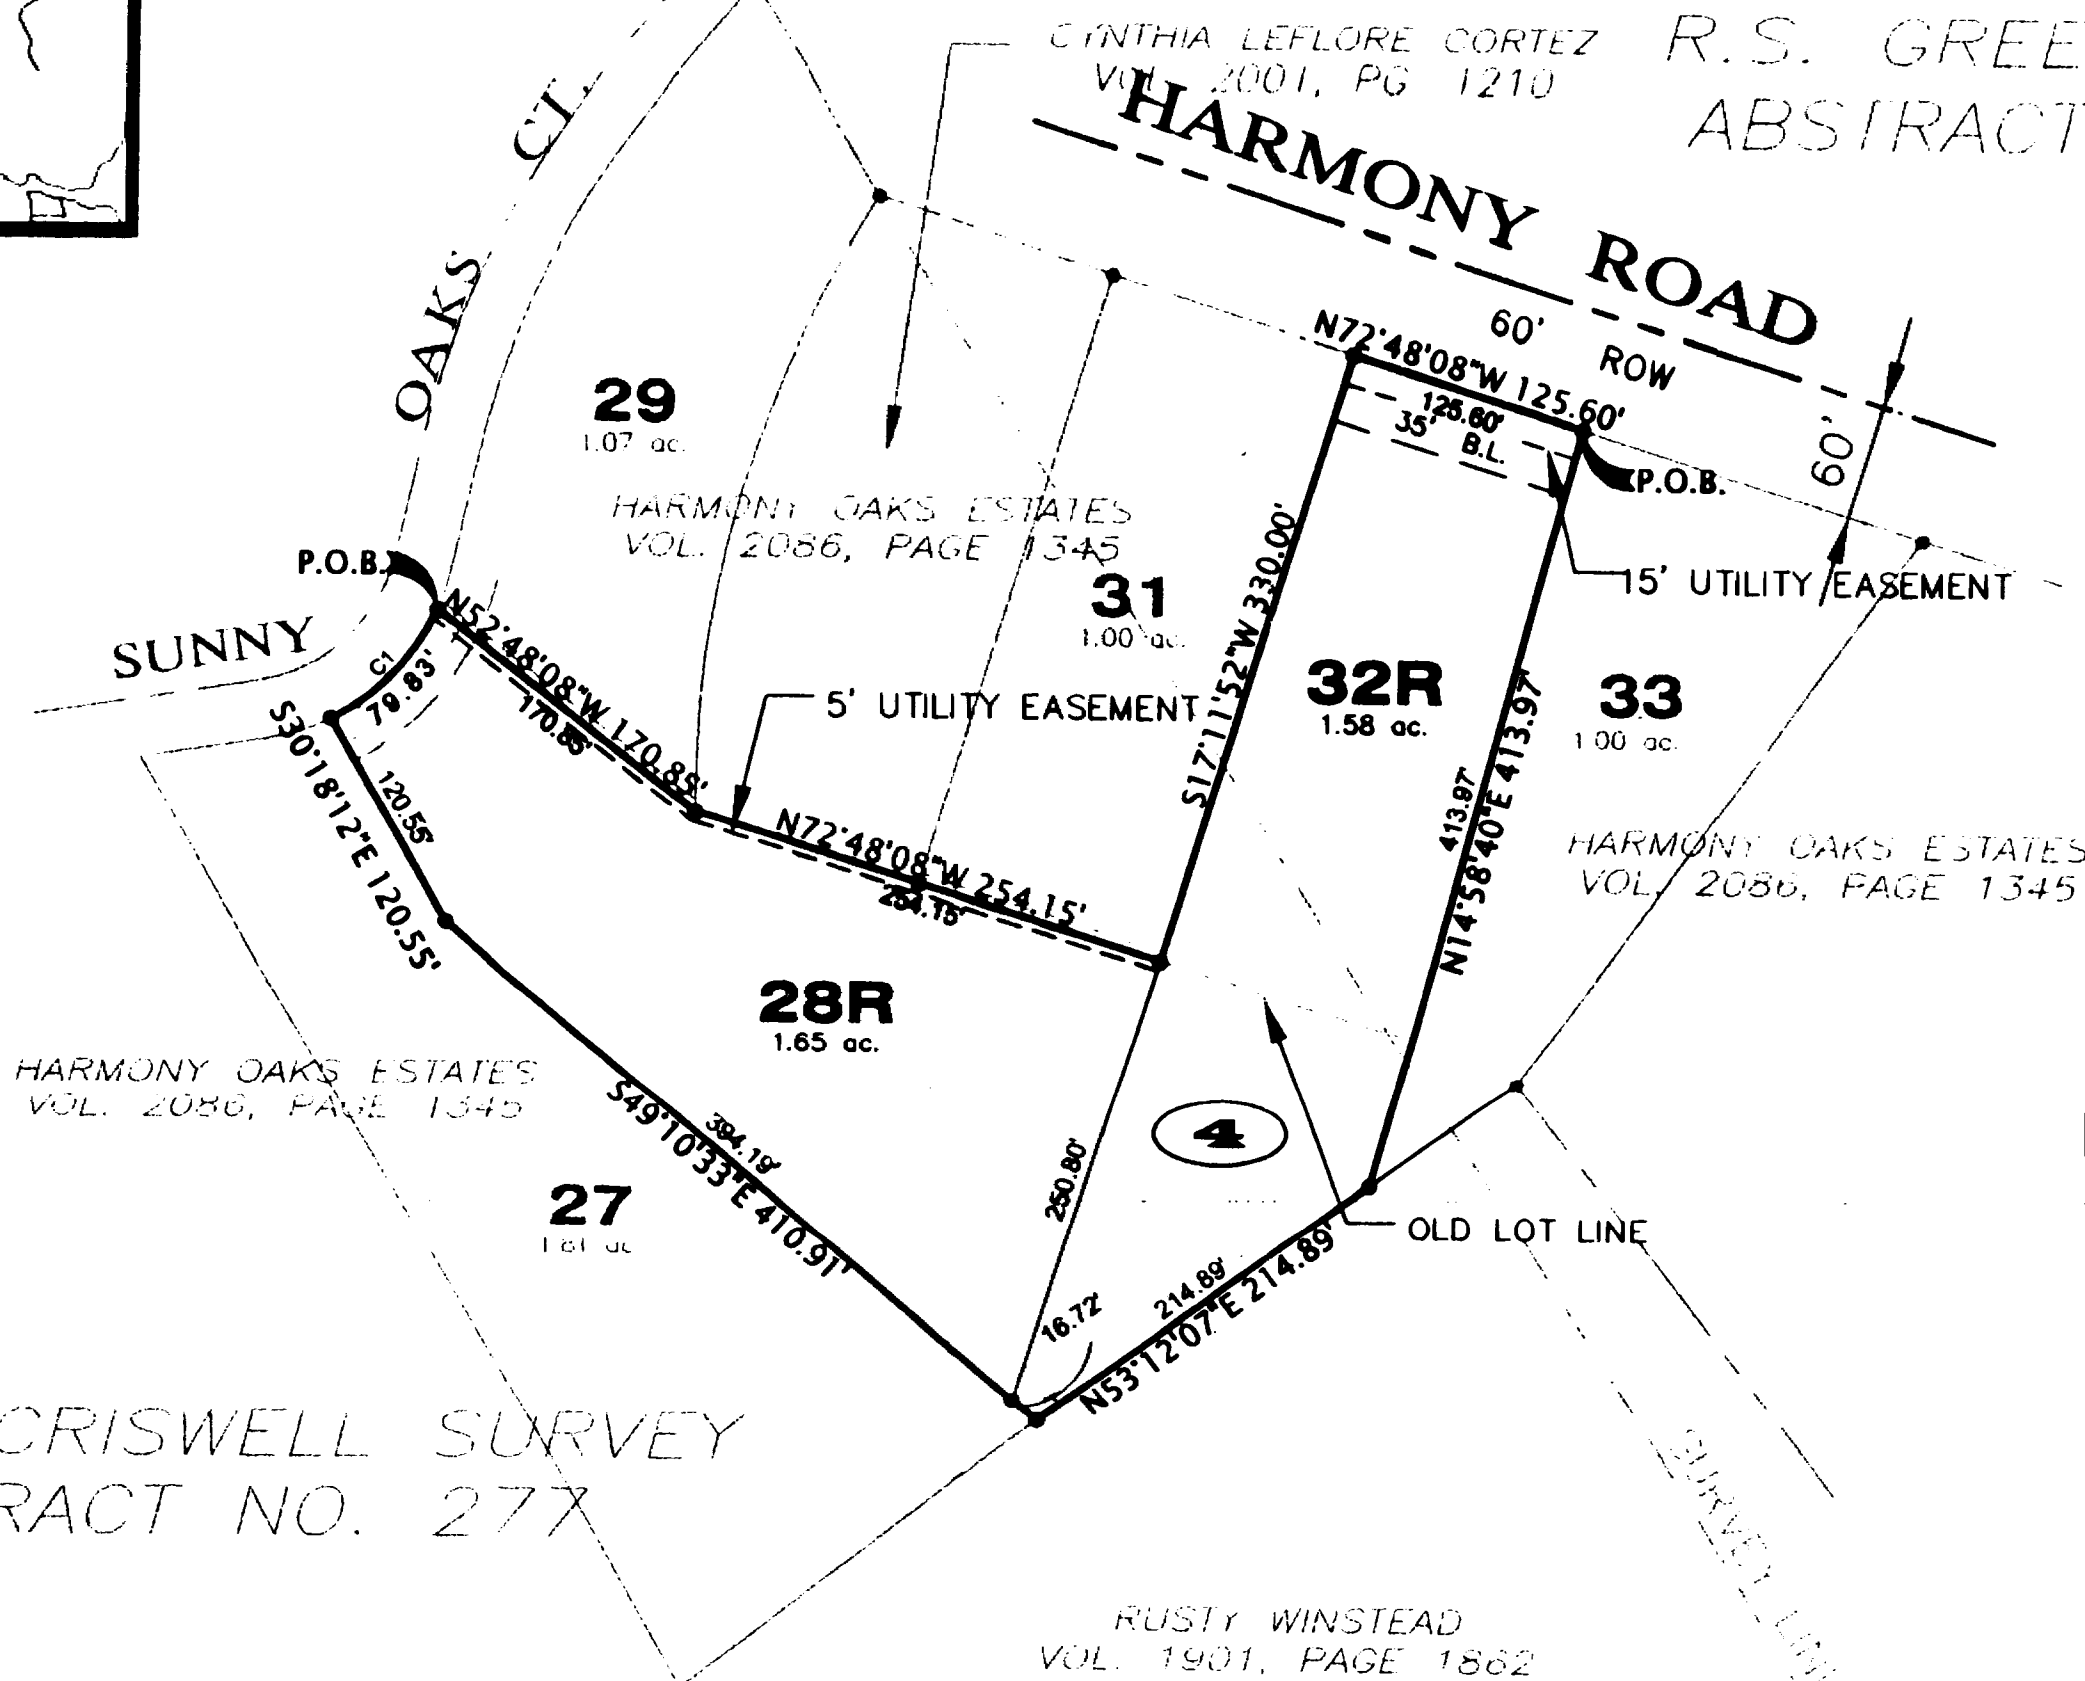 CYNTHIA LEFLORE CORTEZ
VOL. 2001, PG 1210
R.S. GREE
ABSTRACT
HARMONY ROAD
60'
ROW
60'
OAKS CT.
SUNNY
29
1.07 ac.
HARMONY OAKS ESTATES
VOL. 2086, PAGE 1345
N72°48'08"W 125.60'
125.60'
35' B.L.
P.O.B.
15' UTILITY EASEMENT
P.O.B.
N52°48'08"W 170.85'
170.85'
C1
79.83'
31
1.00 ac.
5' UTILITY EASEMENT
S17°11'52"W 330.00'
32R
1.58 ac.
33
1.00 ac.
413.97'
N14°58'40"E 413.97'
S30°18'12"E 120.55'
120.55'
N72°48'08"W 254.15'
254.15'
HARMONY OAKS ESTATES
VOL. 2086, PAGE 1345
28R
1.65 ac.
HARMONY OAKS ESTATES
VOL. 2086, PAGE 1345
394.19'
S49°10'33"E 410.91'
250.80'
4
OLD LOT LINE
27
1.61 ac
16.72'
214.89'
N53°12'07"E 214.89'
CRISWELL SURVEY
RACT NO. 277
SURVEY LINE
RUSTY WINSTEAD
VOL. 1901, PAGE 1862